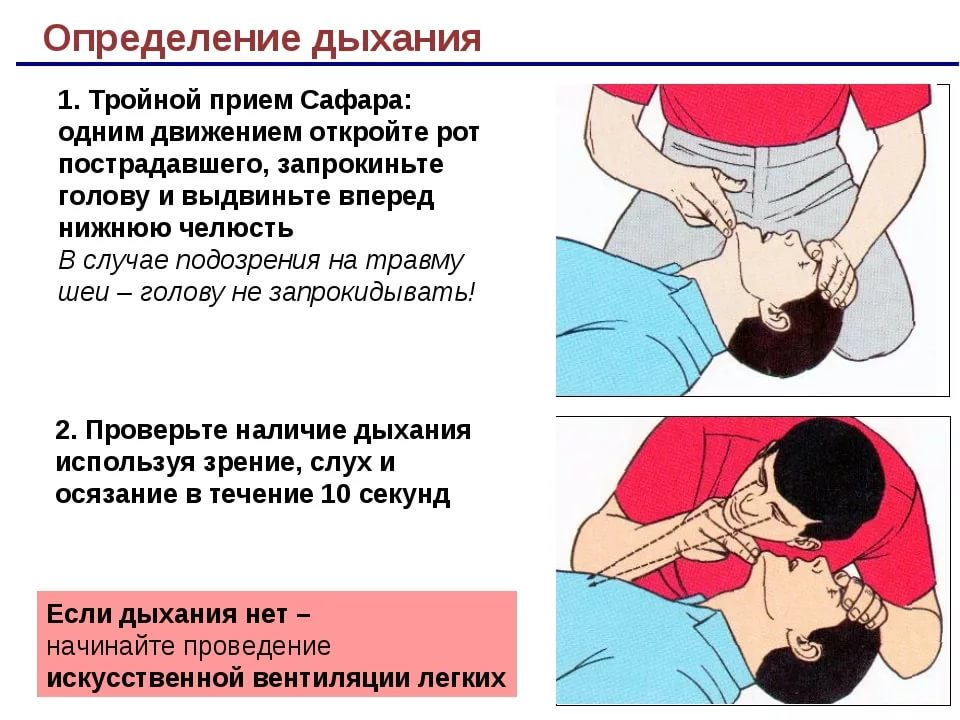 Определение дыхания
1. Тройной прием Сафара:
одним движением откройте рот
пострадавшего, запрокиньте
голову и выдвиньте вперед
нижнюю челюсть
В случае подозрения на травму
шеи – голову не запрокидывать!
2. Проверьте наличие дыхания
используя зрение, слух и
осязание в течение 10 секунд
Если дыхания нет –
начинайте проведение
искусственной вентиляции легких